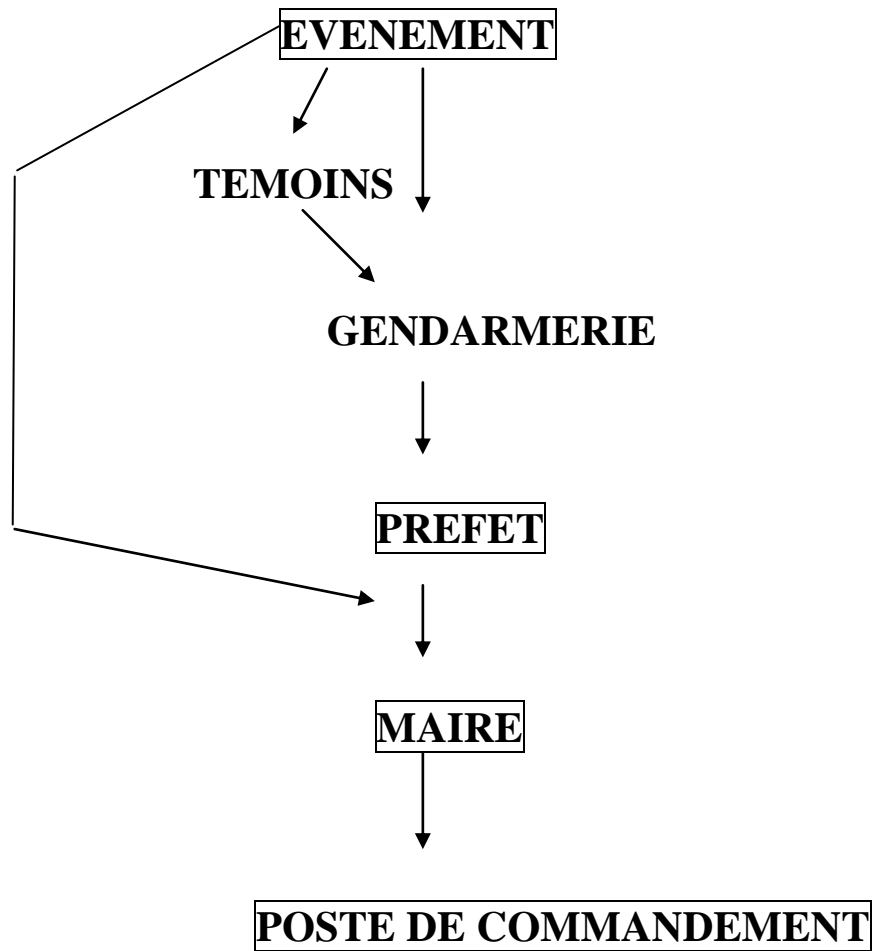 EVENEMENT
TEMOINS
GENDARMERIE
PREFET
MAIRE
POSTE DE COMMANDEMENT